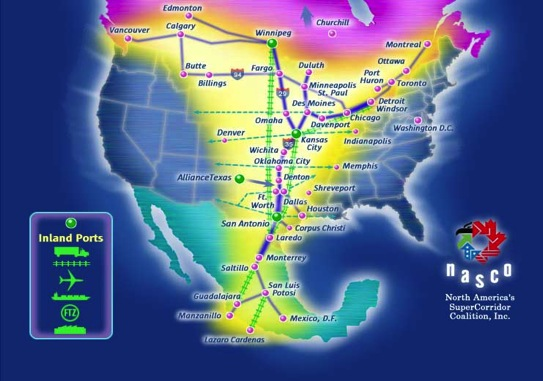 Edmonton
Churchill
Vancouver
Calgary
Winnipeg
Montreal
Ottawa
Butte
Billings
94
Fargo
Duluth
Port
Huron
Toronto
Minneapolis
St. Paul
29
Des Moines
Detroit
Windsor
Omaha
Davenport
Chicago
Washington D.C.
Denver
Kansas
City
Indianapolis
35
Wichita
Oklahoma City
Memphis
AllianceTexas
Denton
Shreveport
Ft.
Worth
Dallas
Houston
San Antonio
Corpus Christi
Laredo
Monterrey
Saltillo
San Luis
Potosi
Guadalajara
Manzanillo
Mexico, D.F.
Lazaro Cardenas
Inland Ports
FTZ
nasco
North America's
SuperCorridor
Coalition, Inc.